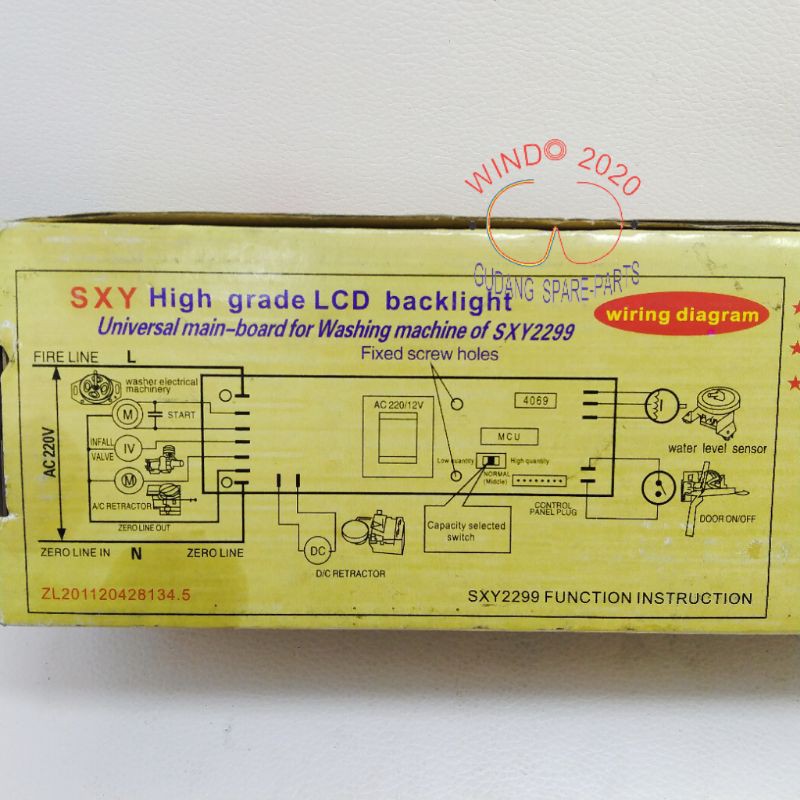 WINDO 2020
GUDANG SPARE-PARTS
SXY High grade LCD backlight
wiring diagram
Universal main-board for Washing machine of SXY2299
FIRE LINE L
Fixed screw holes
washer electrical
machinery
M
START
AC 220/12V
4069
MCU
water level sensor
AC 220V
INFALL
VALVE
IV
M
Low quantity
High quantity
NORMAL
(Middle)
A/C RETRACTOR
CONTROL
PANEL PLUG
DOOR ON/OFF
ZERO LINE OUT
Capacity selected
switch
ZERO LINE IN N ZERO LINE
DC
D/C RETRACTOR
ZL201120428134.5
SXY2299 FUNCTION INSTRUCTION